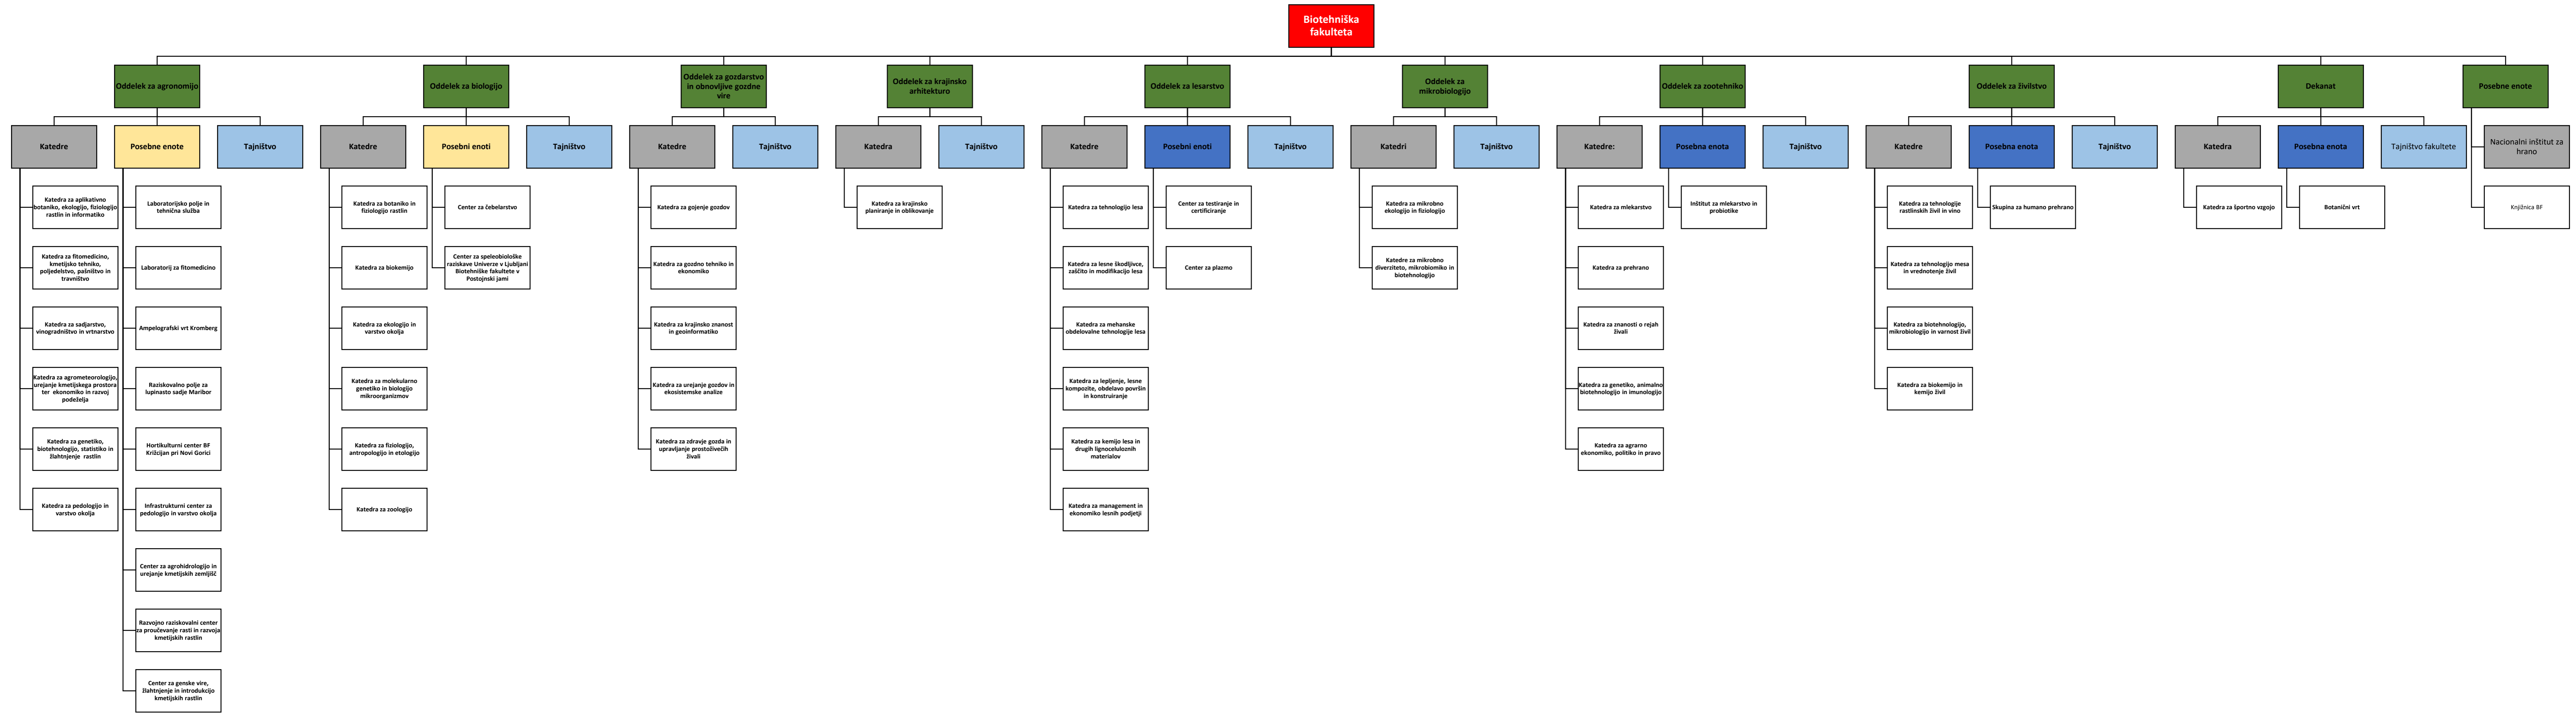 Biotehniška
fakulteta
Oddelek za agronomijo
Oddelek za biologijo
Oddelek za gozdarstvo
in obnovljive gozdne
vire
Oddelek za krajinsko
arhitekturo
Oddelek za lesarstvo
Oddelek za
mikrobiologijo
Oddelek za zootehniko
Oddelek za živilstvo
Dekanat
Posebne enote
Katedre
Posebne enote
Tajništvo
Katedre
Posebni enoti
Tajništvo
Katedre
Tajništvo
Katedra
Tajništvo
Katedre
Posebni enoti
Tajništvo
Katedri
Tajništvo
Katedre:
Posebna enota
Tajništvo
Katedre
Posebna enota
Tajništvo
Katedra
Posebna enota
Tajništvo fakultete
Nacionalni inštitut za
hrano
Katedra za aplikativno
botaniko, ekologijo, fiziologijo
rastlin in informatiko
Katedra za fitomedicino,
kmetijsko tehniko,
poljedelstvo, pašništvo in
travništvo
Katedra za sadjarstvo,
vinogradništvo in vrtnarstvo
Katedra za agrometeorologijo,
urejanje kmetijskega prostora
ter  ekonomiko in razvoj
podeželja
Katedra za genetiko,
biotehnologijo, statistiko in
žlahtnjenje  rastlin
Katedra za pedologijo in
varstvo okolja
Laboratorijsko polje in
tehnična služba
Laboratorij za fitomedicino
Ampelografski vrt Kromberg
Raziskovalno polje za
lupinasto sadje Maribor
Hortikulturni center BF
Križcijan pri Novi Gorici
Infrastrukturni center za
pedologijo in varstvo okolja
Center za agrohidrologijo in
urejanje kmetijskih zemljišč
Razvojno raziskovalni center
za proučevanje rasti in razvoja
kmetijskih rastlin
Center za genske vire,
žlahtnjenje in introdukcijo
kmetijskih rastlin
Katedra za botaniko in
fiziologijo rastlin
Katedra za biokemijo
Katedra za ekologijo in
varstvo okolja
Katedra za molekularno
genetiko in biologijo
mikroorganizmov
Katedra za fiziologijo,
antropologijo in etologijo
Katedra za zoologijo
Center za čebelarstvo
Center za speleobiološke
raziskave Univerze v Ljubljani
Biotehniške fakultete v
Postojnski jami
Katedra za gojenje gozdov
Katedra za gozdno tehniko in
ekonomiko
Katedra za krajinsko znanost
in geoinformatiko
Katedra za urejanje gozdov in
ekosistemske analize
Katedra za zdravje gozda in
upravljanje prostoživečih
živali
Katedra za krajinsko
planiranje in oblikovanje
Katedra za tehnologijo lesa
Katedra za lesne škodljivce,
zaščito in modifikacijo lesa
Katedra za mehanske
obdelovalne tehnologije lesa
Katedra za lepljenje, lesne
kompozite, obdelavo površin
in konstruiranje
Katedra za kemijo lesa in
drugih lignoceluloznih
materialov
Katedra za management in
ekonomiko lesnih podjetji
Center za testiranje in
certificiranje
Center za plazmo
Katedra za mikrobno
ekologijo in fiziologijo
Katedre za mikrobno
diverziteto, mikrobiomiko in
biotehnologijo
Katedra za mlekarstvo
Katedra za prehrano
Katedra za znanosti o rejah
živali
Katedra za genetiko, animalno
biotehnologijo in imunologijo
Katedra za agrarno
ekonomiko, politiko in pravo
Inštitut za mlekarstvo in
probiotike
Katedra za tehnologije
rastlinskih živil in vino
Katedra za tehnologijo mesa
in vrednotenje živil
Katedra za biotehnologijo,
mikrobiologijo in varnost živil
Katedra za biokemijo in
kemijo živil
Skupina za humano prehrano
Katedra za športno vzgojo
Botanični vrt
Knjižnica BF